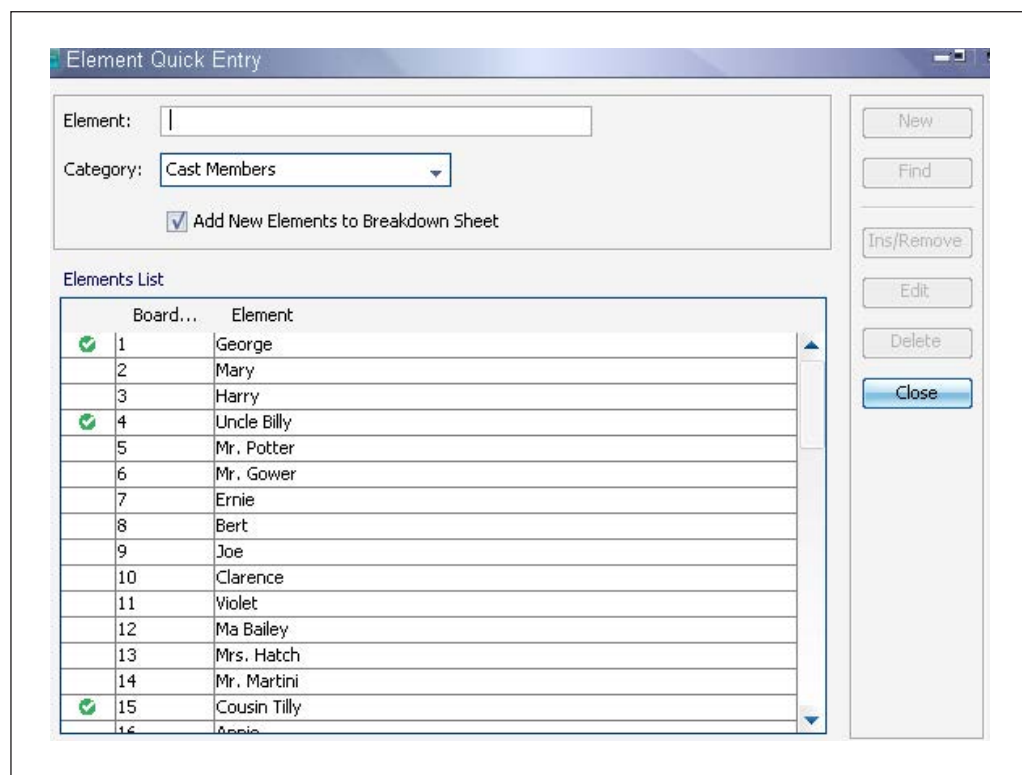 Element Quick Entry
Element:
Category: Cast Members
Add New Elements to Breakdown Sheet
New
Find
Ins/Remove
Edit
Delete
Close
Elements List
Board... Element
1 George
2 Mary
3 Harry
4 Uncle Billy
5 Mr. Potter
6 Mr. Gower
7 Ernie
8 Bert
9 Joe
10 Clarence
11 Violet
12 Ma Bailey
13 Mrs. Hatch
14 Mr. Martini
15 Cousin Tilly
16 Annie